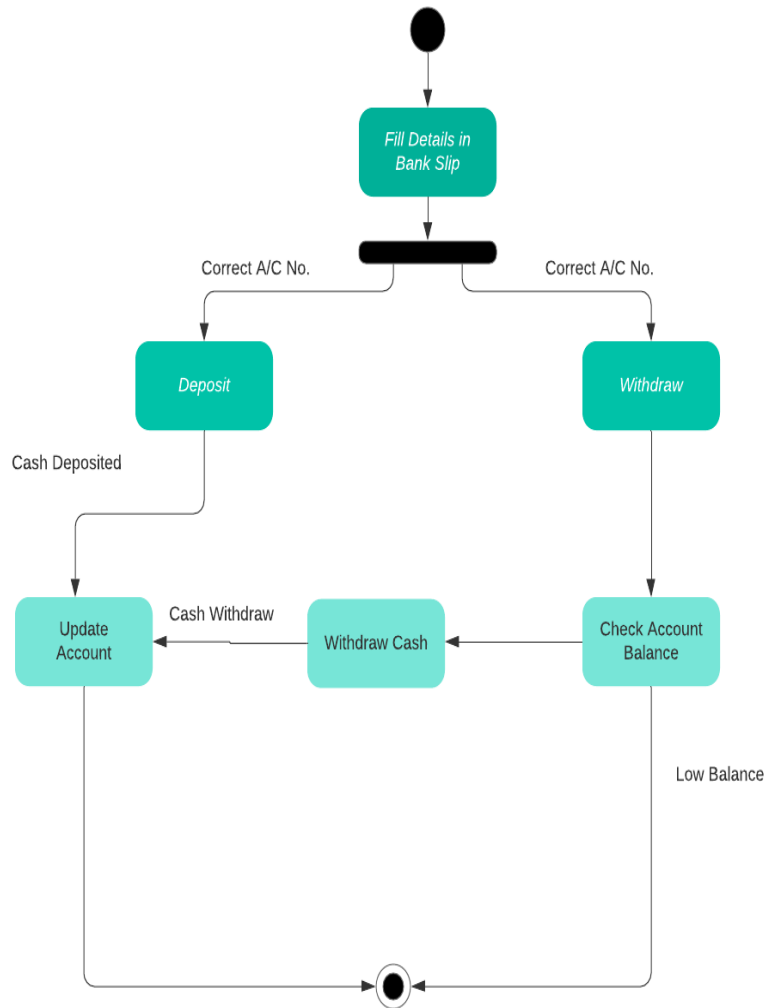 Fill Details in
Bank Slip
Correct A/C No.
Correct A/C No.
Deposit
Withdraw
Cash Deposited
Update
Account
Cash Withdraw
Withdraw Cash
Check Account
Balance
Low Balance